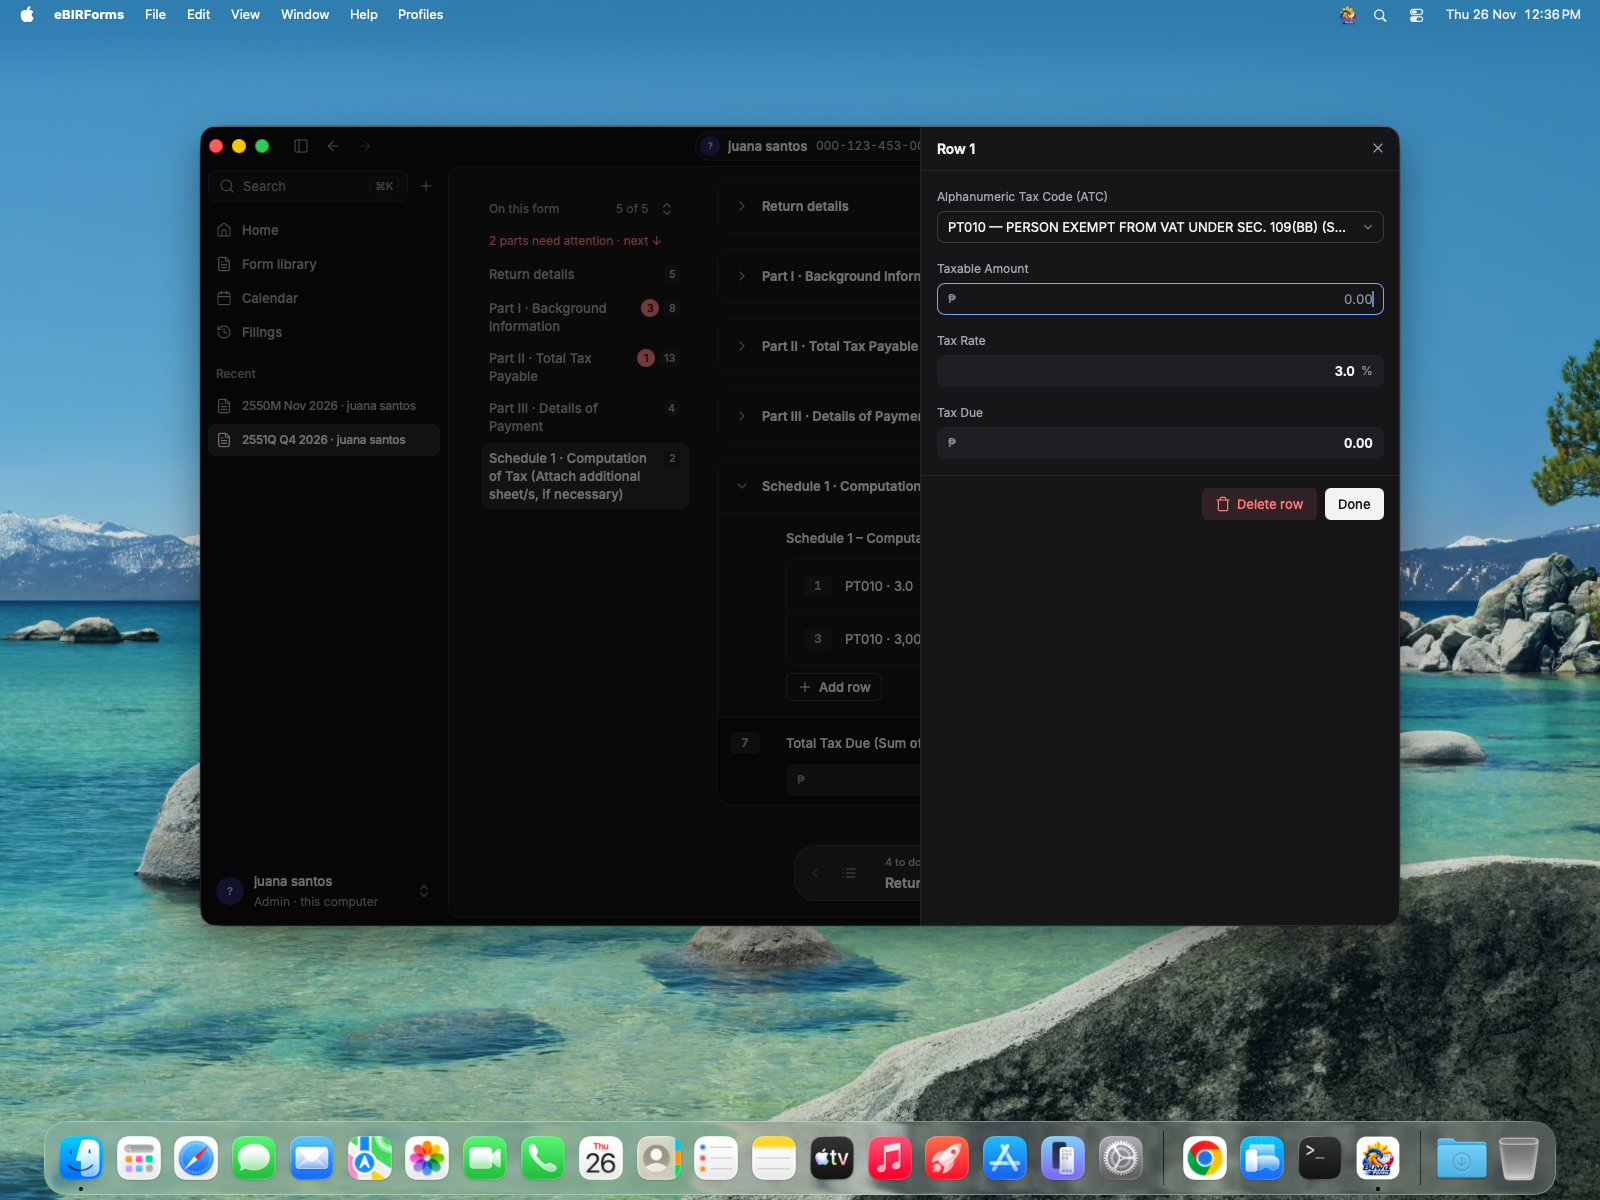 eBIRForms File Edit View Window Help Profiles
Thu 26 Nov 12:36 PM
? juana santos 000-123-453-00
Search ⌘K
Home
Form library
Calendar
Filings
Recent
2550M Nov 2026 · juana santos
2551Q Q4 2026 · juana santos
?
juana santos
Admin · this computer
On this form 5 of 5
2 parts need attention · next ↓
Return details 5
Part I · Background 3 8
Information
Part II · Total Tax 1 13
Payable
Part III · Details of 4
Payment
Schedule 1 · Computation 2
of Tax (Attach additional
sheet/s, if necessary)
Return details
Part I · Background Inform
Part II · Total Tax Payable
Part III · Details of Paymen
Schedule 1 · Computation
Schedule 1 – Computa
1 PT010 · 3.0
3 PT010 · 3,00
+ Add row
7 Total Tax Due (Sum of
₱
4 to do
Retur
Row 1
Alphanumeric Tax Code (ATC)
PT010 — PERSON EXEMPT FROM VAT UNDER SEC. 109(BB) (S...
Taxable Amount
₱ 0.00
Tax Rate
3.0 %
Tax Due
₱ 0.00
Delete row Done
Thu
26
tv
>_